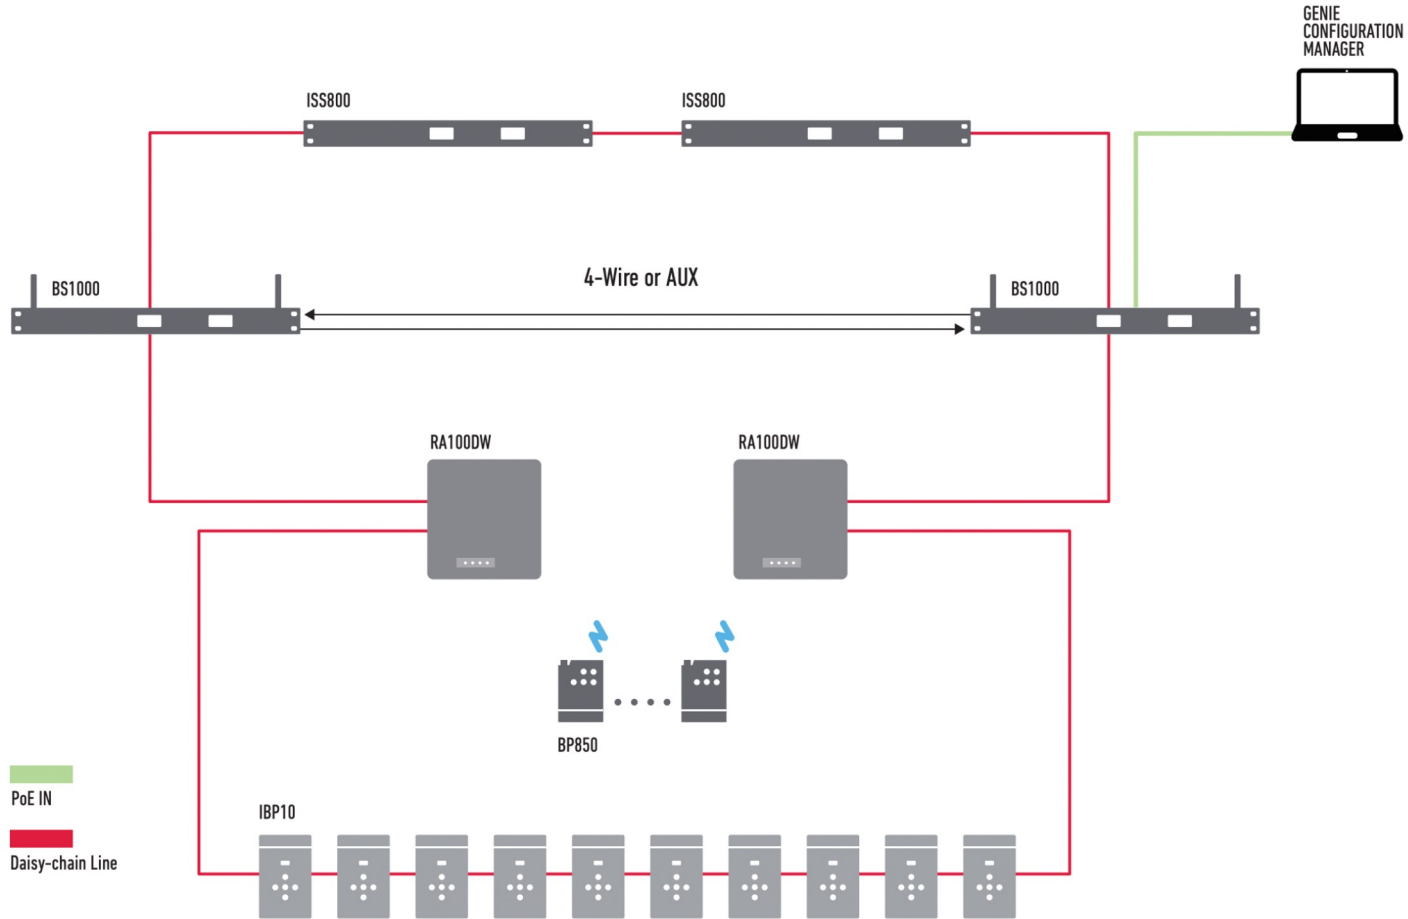 GENIE
CONFIGURATION
MANAGER
ISS800
ISS800
BS1000
4-Wire or AUX
BS1000
RA100DW
RA100DW
BP850
PoE IN
IBP10
Daisy-chain Line